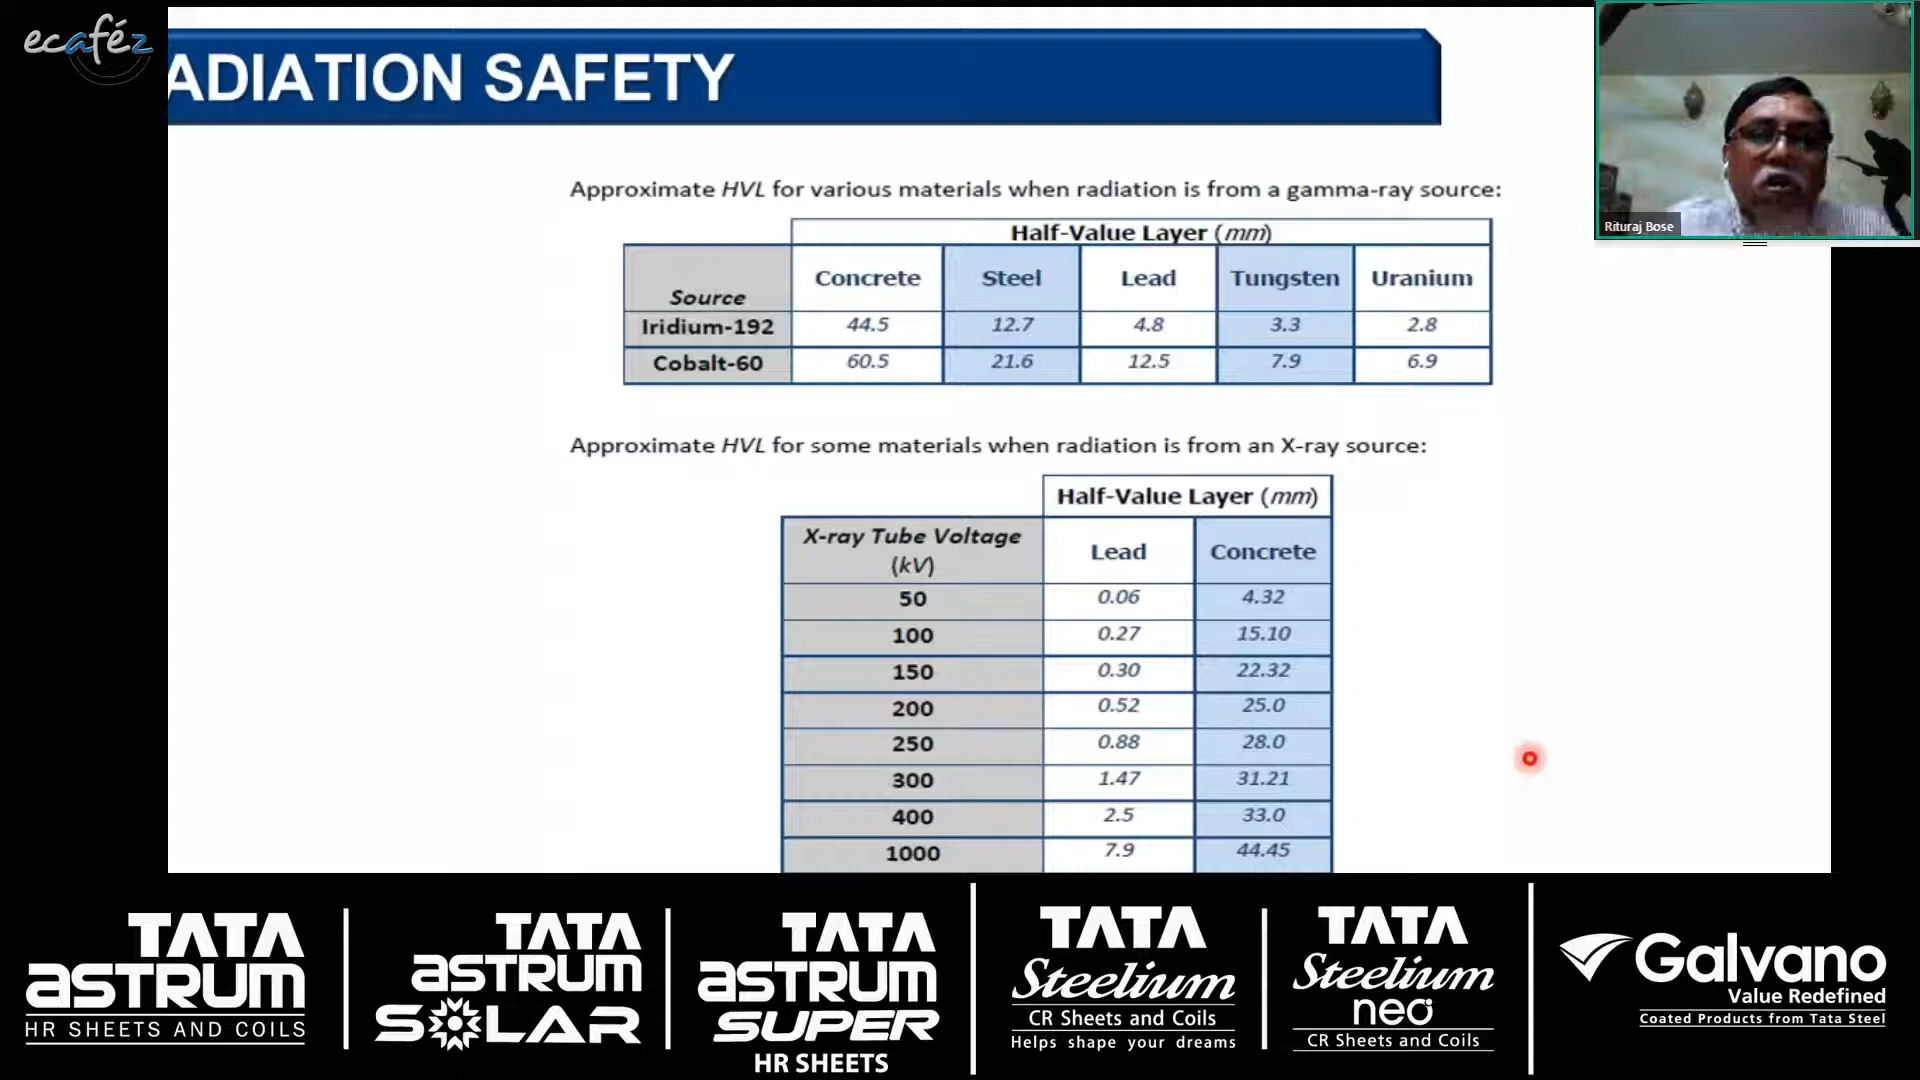 ecaféz
ADIATION SAFETY
Rituraj Bose
Approximate HVL for various materials when radiation is from a gamma-ray source:
Half-Value Layer (mm)
Source Concrete Steel Lead Tungsten Uranium
Iridium-192 44.5 12.7 4.8 3.3 2.8
Cobalt-60 60.5 21.6 12.5 7.9 6.9
Approximate HVL for some materials when radiation is from an X-ray source:
Half-Value Layer (mm)
X-ray Tube Voltage
(kV) Lead Concrete
50 0.06 4.32
100 0.27 15.10
150 0.30 22.32
200 0.52 25.0
250 0.88 28.0
300 1.47 31.21
400 2.5 33.0
1000 7.9 44.45
TATA
ASTRUM
HR SHEETS AND COILS
TATA
ASTRUM
SOLAR
TATA
ASTRUM
SUPER
HR SHEETS
TATA
Steelium
CR Sheets and Coils
Helps shape your dreams
TATA
Steelium
neo
CR Sheets and Coils
Galvano
Value Redefined
Coated Products from Tata Steel